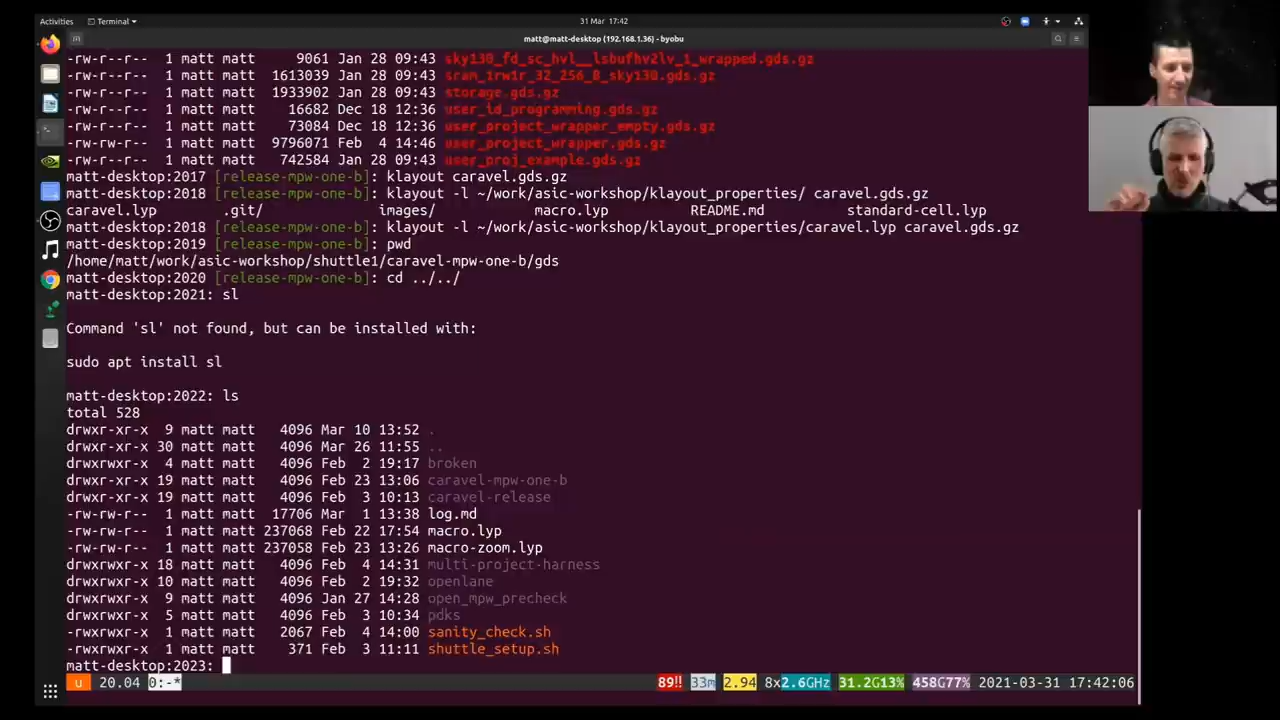 Activities Terminal 31 Mar 17:42
matt@matt-desktop (192.168.1.36) - byobu
-rw-r--r-- 1 matt matt 9061 Jan 28 09:43 sky130_fd_sc_hvl__lsbufhv2lv_1_wrapped.gds.gz
-rw-r--r-- 1 matt matt 1613039 Jan 28 09:43 sram_1rw1r_32_256_8_sky130.gds.gz
-rw-r--r-- 1 matt matt 1933902 Jan 28 09:43 storage.gds.gz
-rw-r--r-- 1 matt matt 16682 Dec 18 12:36 user_id_programming.gds.gz
-rw-r--r-- 1 matt matt 73084 Dec 18 12:36 user_project_wrapper_empty.gds.gz
-rw-r--r-- 1 matt matt 9796071 Feb 4 14:46 user_project_wrapper.gds.gz
-rw-r--r-- 1 matt matt 742584 Jan 28 09:43 user_proj_example.gds.gz
matt-desktop:2017 [release-mpw-one-b]: klayout caravel.gds.gz
matt-desktop:2018 [release-mpw-one-b]: klayout -l ~/work/asic-workshop/klayout_properties/ caravel.gds.gz
caravel.lyp .git/ images/ macro.lyp README.md standard-cell.lyp
matt-desktop:2018 [release-mpw-one-b]: klayout -l ~/work/asic-workshop/klayout_properties/caravel.lyp caravel.gds.gz
matt-desktop:2019 [release-mpw-one-b]: pwd
/home/matt/work/asic-workshop/shuttle1/caravel-mpw-one-b/gds
matt-desktop:2020 [release-mpw-one-b]: cd ../../
matt-desktop:2021: sl
Command 'sl' not found, but can be installed with:
sudo apt install sl
matt-desktop:2022: ls
total 528
drwxr-xr-x 9 matt matt 4096 Mar 10 13:52 .
drwxr-xr-x 30 matt matt 4096 Mar 26 11:55 ..
drwxrwxr-x 4 matt matt 4096 Feb 2 19:17 broken
drwxr-xr-x 19 matt matt 4096 Feb 23 13:06 caravel-mpw-one-b
drwxr-xr-x 19 matt matt 4096 Feb 3 10:13 caravel-release
-rw-rw-r-- 1 matt matt 17706 Mar 1 13:38 log.md
-rw-rw-r-- 1 matt matt 237068 Feb 22 17:54 macro.lyp
-rw-rw-r-- 1 matt matt 237058 Feb 23 13:26 macro-zoom.lyp
drwxrwxr-x 18 matt matt 4096 Feb 4 14:31 multi-project-harness
drwxrwxr-x 10 matt matt 4096 Feb 2 19:32 openlane
drwxrwxr-x 9 matt matt 4096 Jan 27 14:28 open_mpw_precheck
drwxrwxr-x 5 matt matt 4096 Feb 3 10:34 pdks
-rwxrwxr-x 1 matt matt 2067 Feb 4 14:00 sanity_check.sh
-rwxrwxr-x 1 matt matt 371 Feb 3 11:11 shuttle_setup.sh
matt-desktop:2023:
u 20.04 0:-* 89!! 33m 2.94 8x2.6GHz 31.2G13% 458G77% 2021-03-31 17:42:06